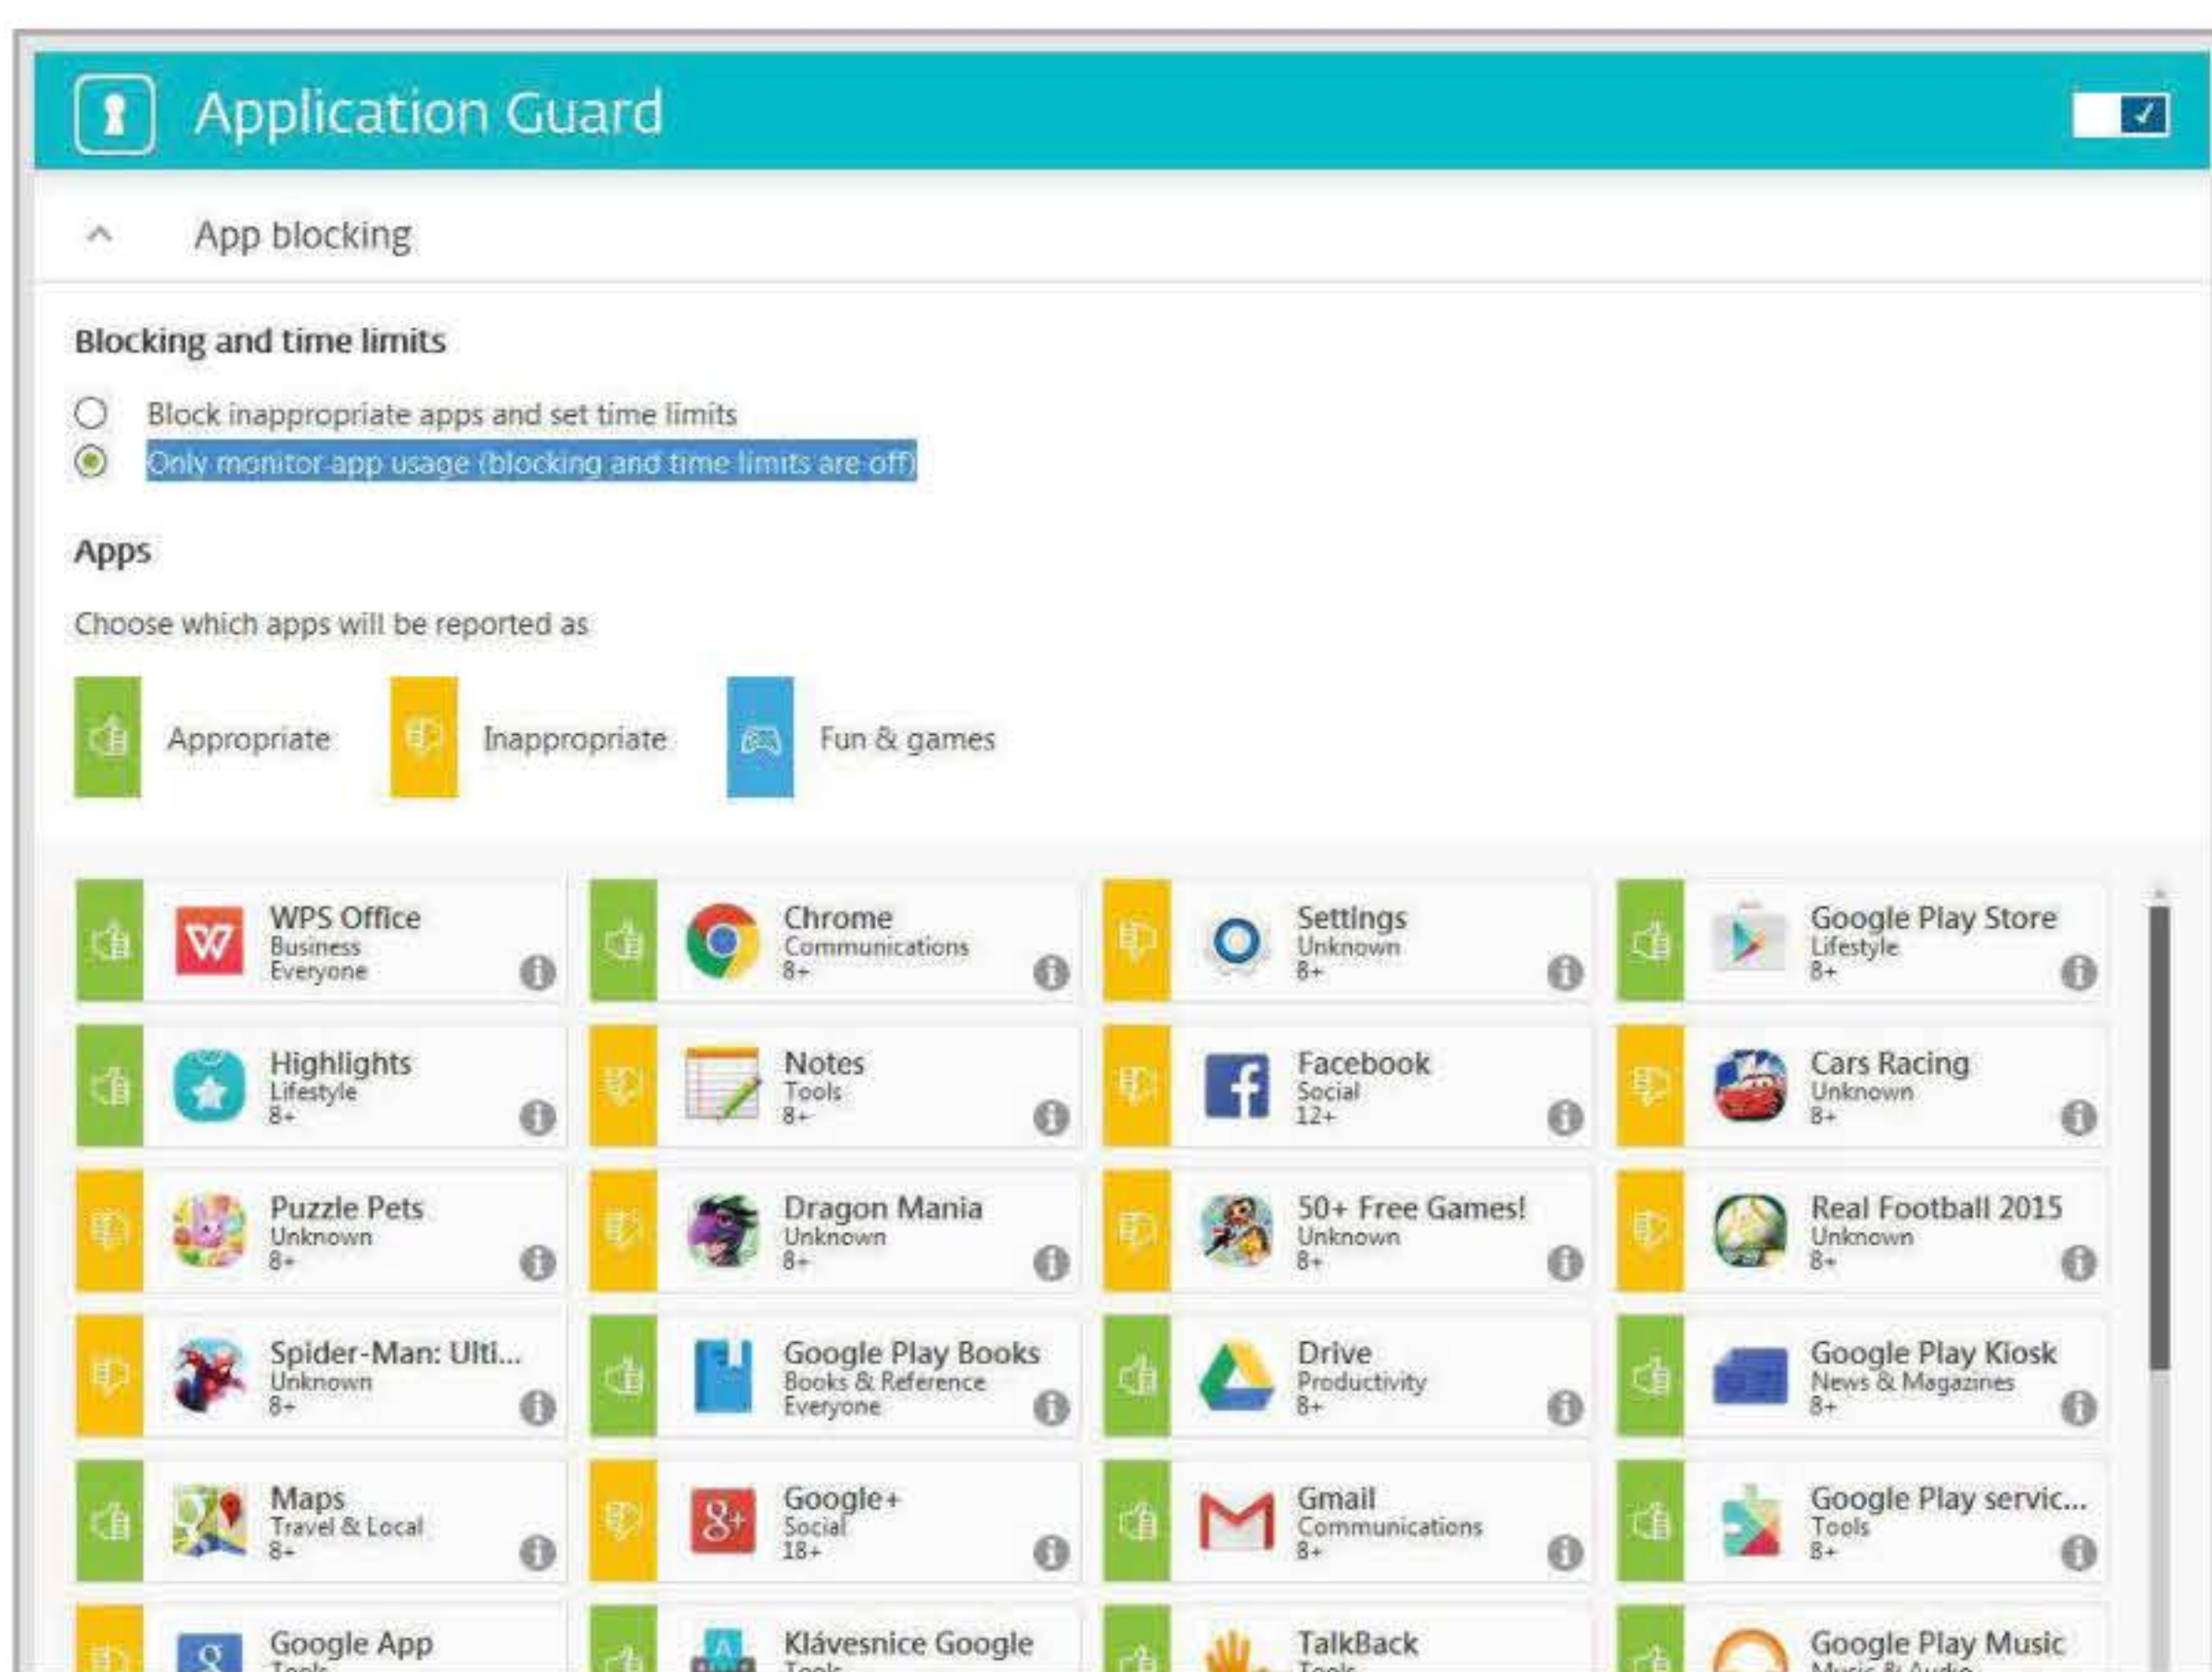 Application Guard
App blocking
Blocking and time limits
Block inappropriate apps and set time limits
Only monitor app usage (blocking and time limits are off)
Apps
Choose which apps will be reported as
Appropriate
Inappropriate
Fun & games
WPS Office
Business
Everyone
Chrome
Communications
8+
Settings
Unknown
8+
Google Play Store
Lifestyle
8+
Highlights
Lifestyle
8+
Notes
Tools
8+
Facebook
Social
12+
Cars Racing
Unknown
8+
Puzzle Pets
Unknown
8+
Dragon Mania
Unknown
8+
50+ Free Games!
Unknown
8+
Real Football 2015
Unknown
8+
Spider-Man: Ulti...
Unknown
8+
Google Play Books
Books & Reference
Everyone
Drive
Productivity
8+
Google Play Kiosk
News & Magazines
8+
Maps
Travel & Local
8+
Google+
Social
18+
Gmail
Communications
8+
Google Play servic...
Tools
8+
Google App
Tools
Klávesnice Google
Tools
TalkBack
Tools
Google Play Music
Music & Audio